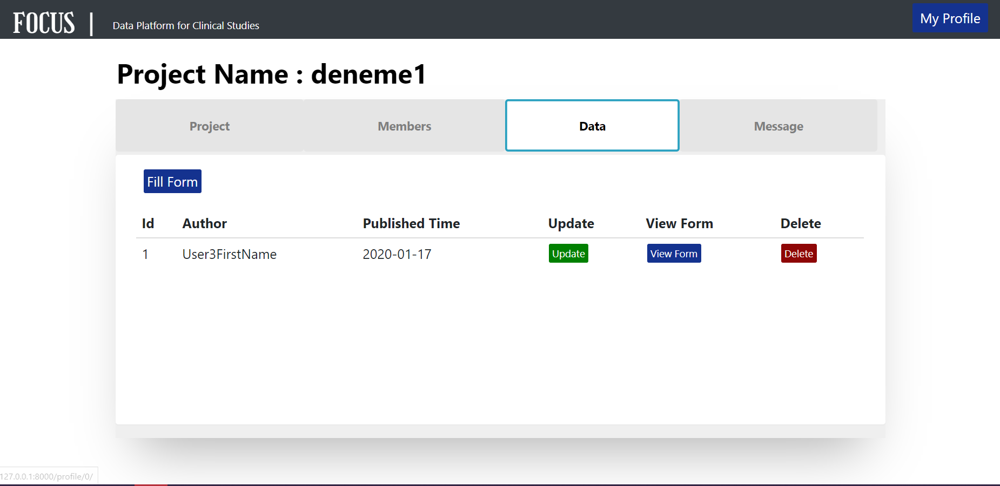 FOCUS | Data Platform for Clinical Studies My Profile
Project Name : deneme1
Project Members Data Message
Fill Form
Id Author Published Time Update View Form Delete
1 User3FirstName 2020-01-17 Update View Form Delete
127.0.0.1:8000/profile/0/